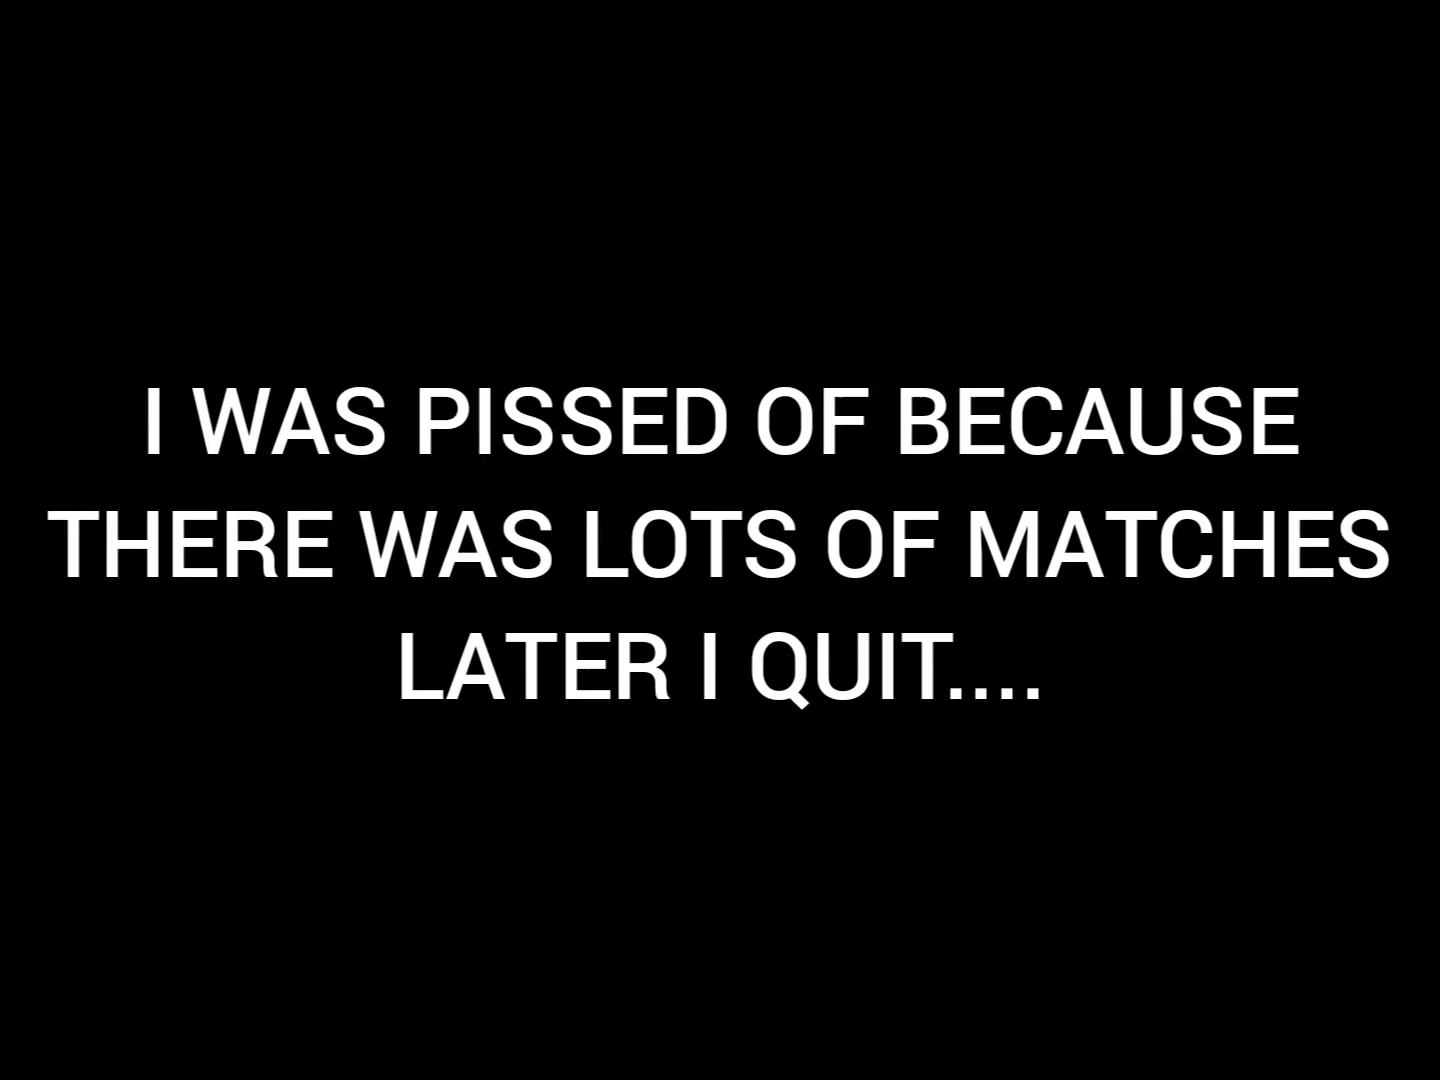 I WAS PISSED OF BECAUSE
THERE WAS LOTS OF MATCHES
LATER I QUIT....